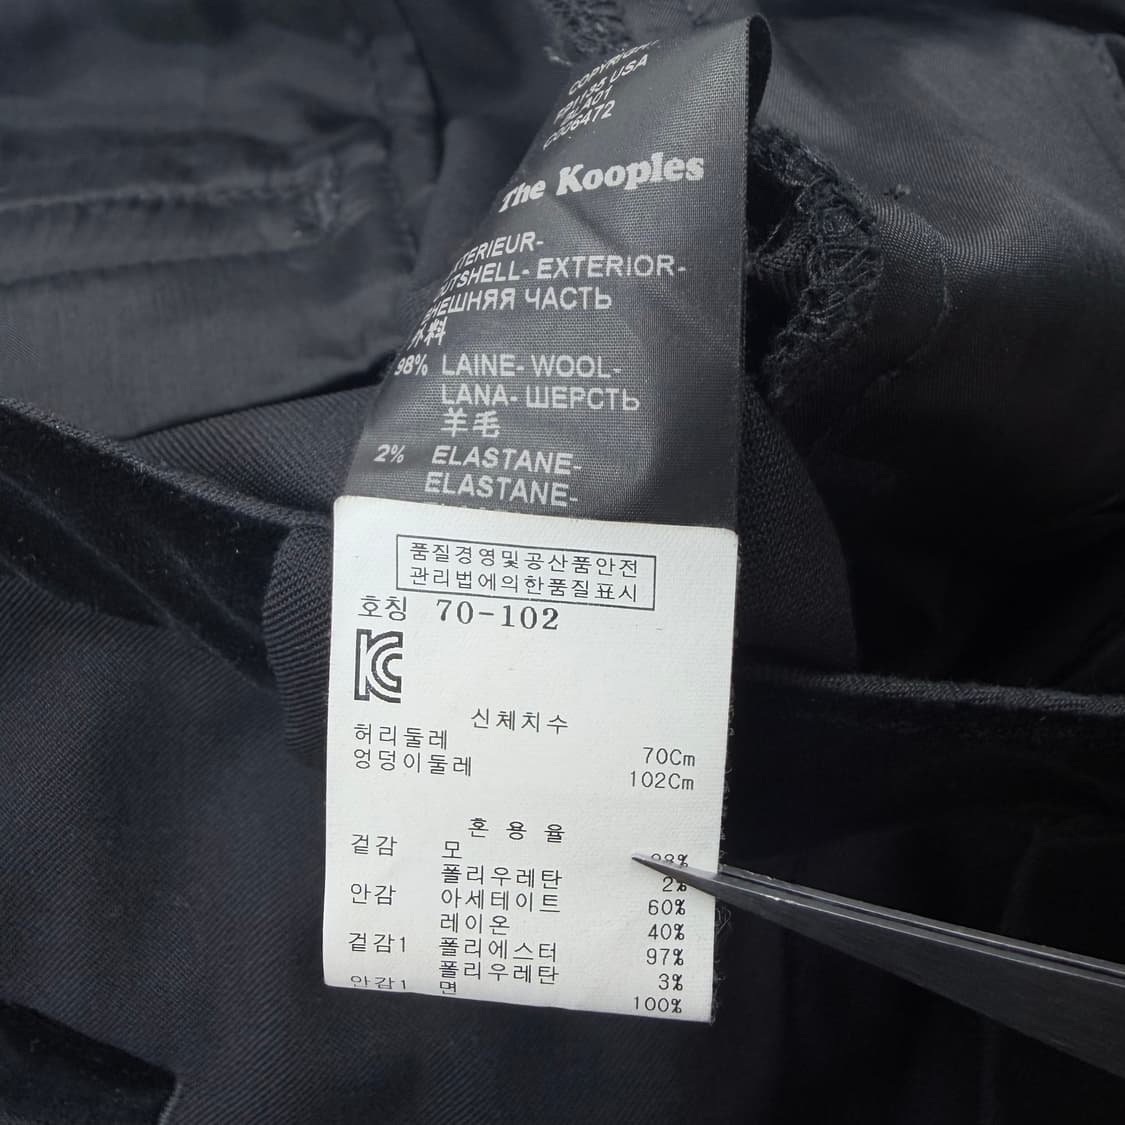 COPYRIGHT
USA
The Kooples
EXTERIEUR-
OUTSHELL- EXTERIOR-
ВНЕШНЯЯ ЧАСТЬ
外料
98% LAINE- WOOL-
LANA- ШЕРСТЬ
羊毛
2% ELASTANE-
ELASTANE-
품질경영및공산품안전
관리법에의한품질표시
호칭 70-102
KC
신체치수
허리둘레 70Cm
엉덩이둘레 102Cm
혼용율
겉감 모 98%
폴리우레탄 2%
안감 아세테이트 60%
레이온 40%
겉감1 폴리에스터 97%
폴리우레탄 3%
안감1 면 100%